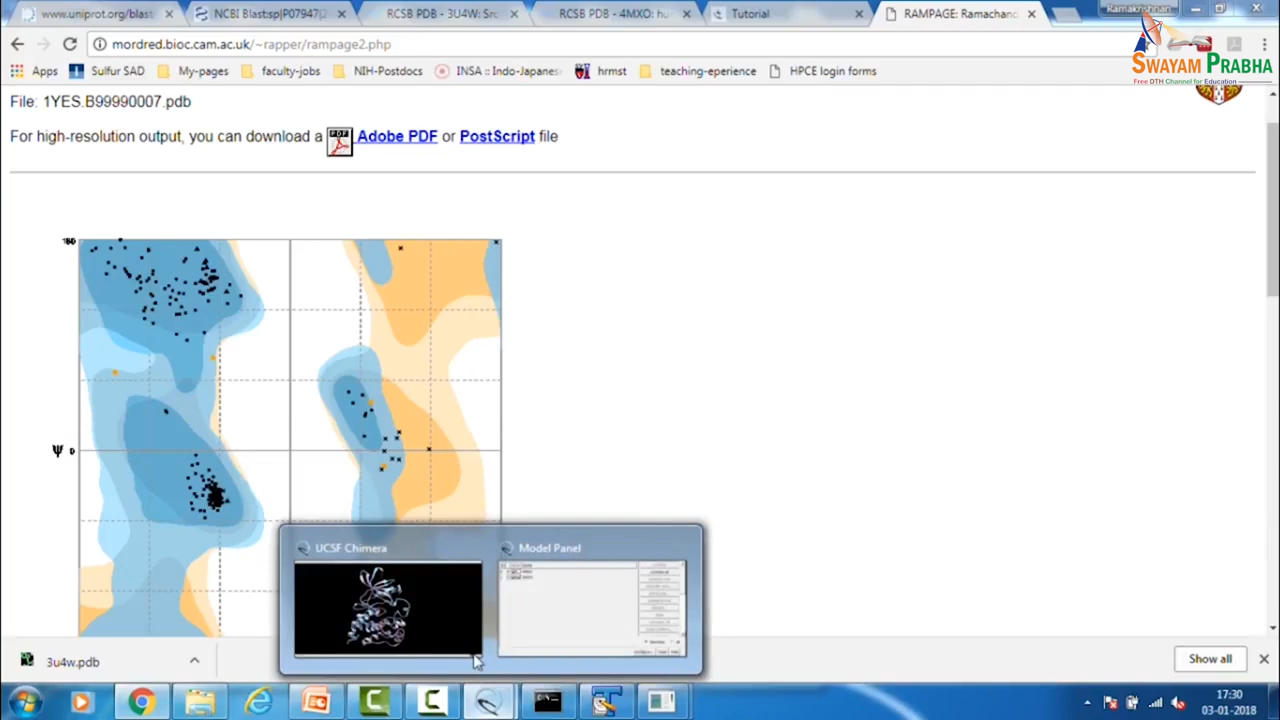 www.uniprot.org/blast
NCBI Blast:sp|P07947|
RCSB PDB - 3U4W: Src
RCSB PDB - 4MXO: hu
Tutorial
RAMPAGE: Ramachan
Ramakrishnan
mordred.bioc.cam.ac.uk/~rapper/rampage2.php
Apps
Sulfur SAD
My-pages
faculty-jobs
NIH-Postdocs
INSA :: Indo-Japanes
hrmst
teaching-eperience
HPCE login forms
SWAYAM PRABHA
Free DTH Channel for Education
File: 1YES.B99990007.pdb
For high-resolution output, you can download a Adobe PDF or PostScript file
PDF
ψ 0
UCSF Chimera
Model Panel
3u4w.pdb
Show all
17:30
03-01-2018